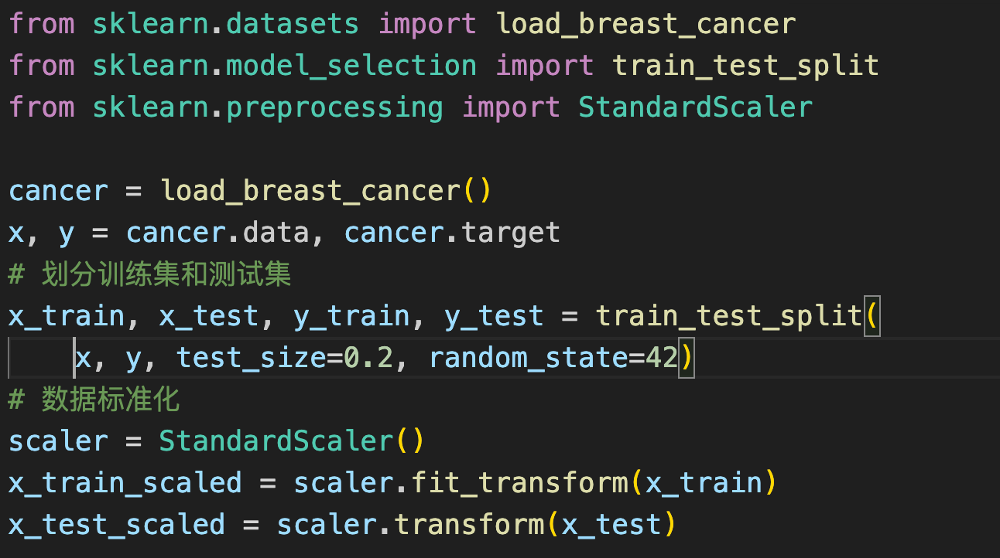 from sklearn.datasets import load_breast_cancer
from sklearn.model_selection import train_test_split
from sklearn.preprocessing import StandardScaler

cancer = load_breast_cancer()
x, y = cancer.data, cancer.target
# 划分训练集和测试集
x_train, x_test, y_train, y_test = train_test_split(
    x, y, test_size=0.2, random_state=42)
# 数据标准化
scaler = StandardScaler()
x_train_scaled = scaler.fit_transform(x_train)
x_test_scaled = scaler.transform(x_test)